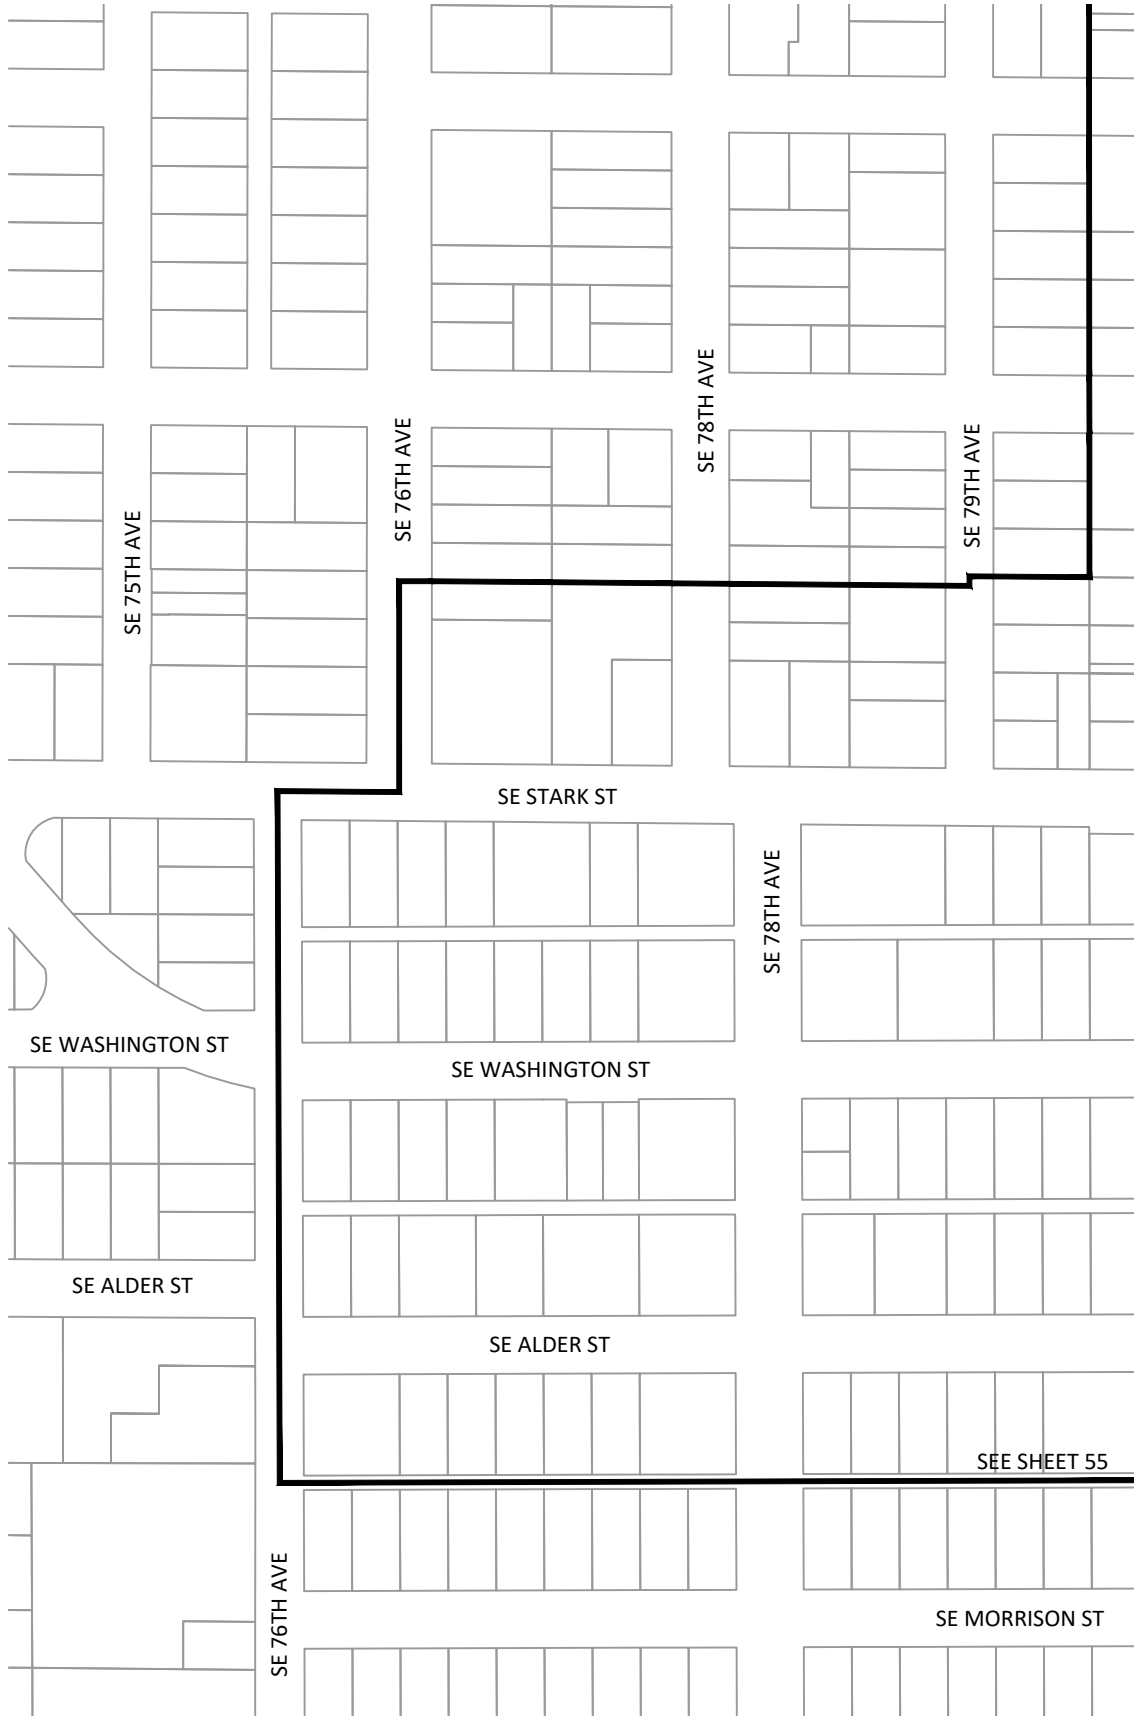 SE 78TH AVE
SE 76TH AVE
SE 79TH AVE
SE 75TH AVE
SE STARK ST
SE 78TH AVE
SE WASHINGTON ST
SE WASHINGTON ST
SE ALDER ST
SE ALDER ST
SEE SHEET 55
SE 76TH AVE
SE MORRISON ST